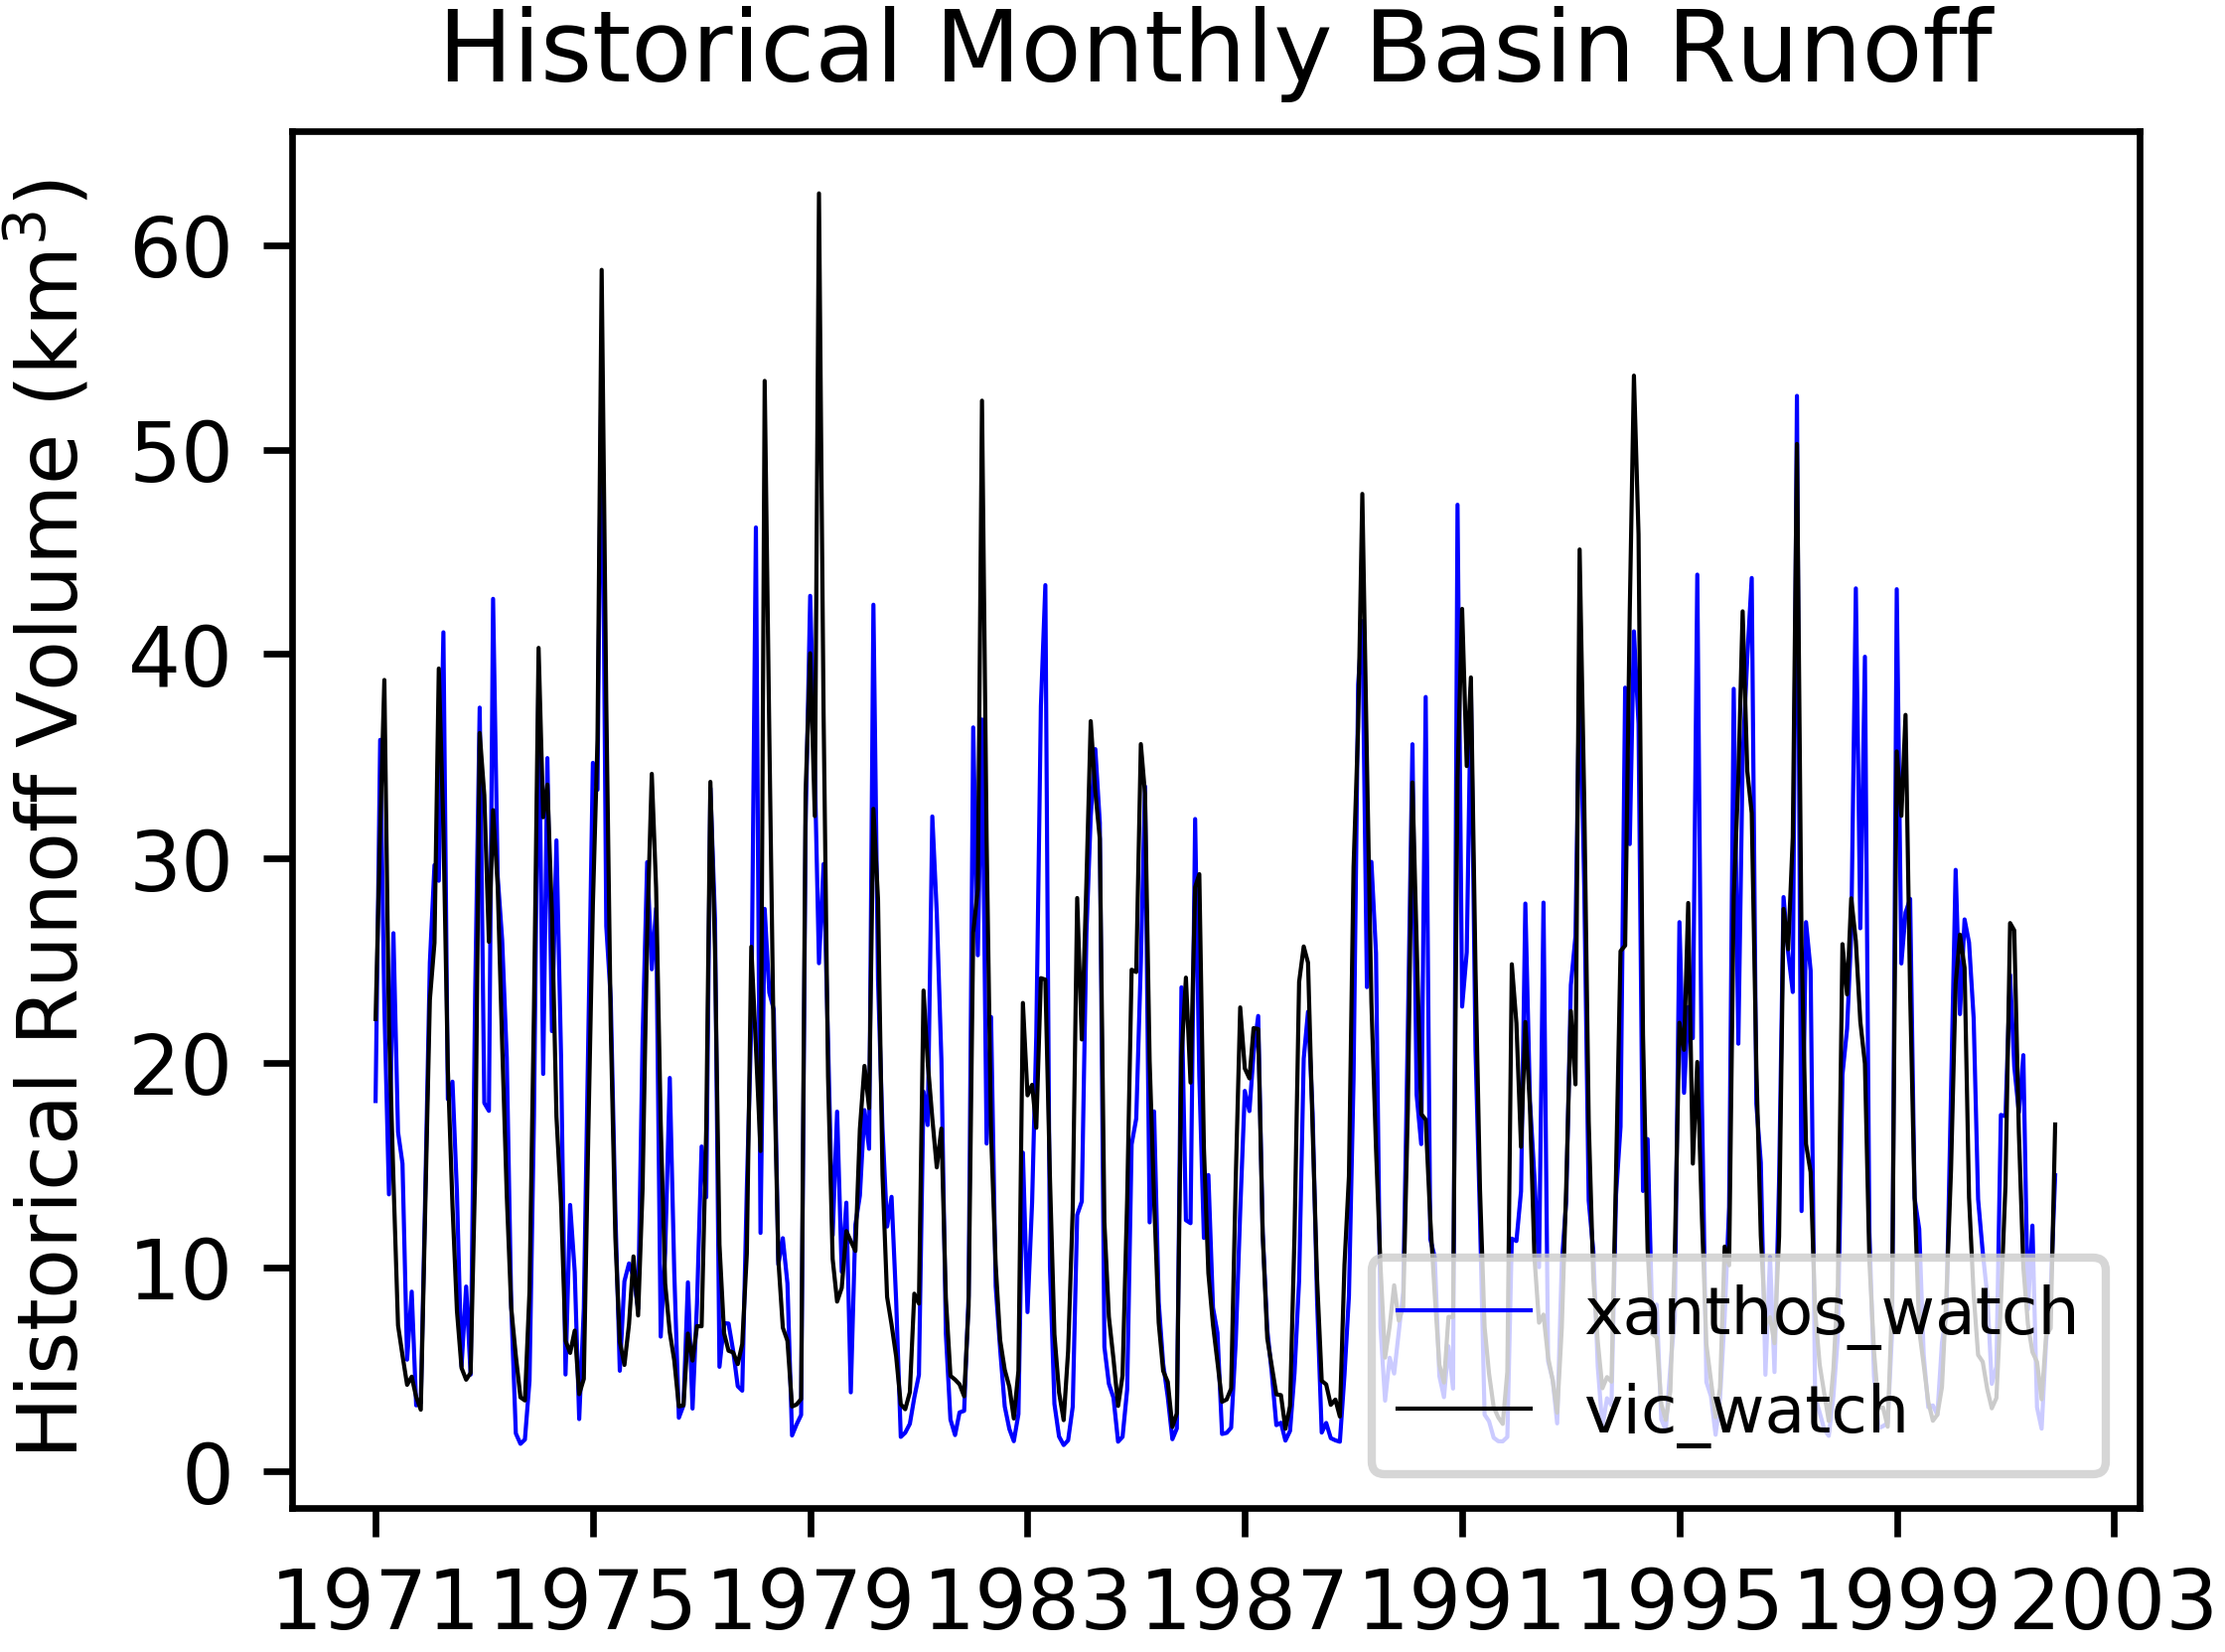 Historical Monthly Basin Runoff
Historical Runoff Volume (km³)
60
50
40
30
20
10
0
xanthos_watch
vic_watch
1971 1975 1979 1983 1987 1991 1995 1999 2003